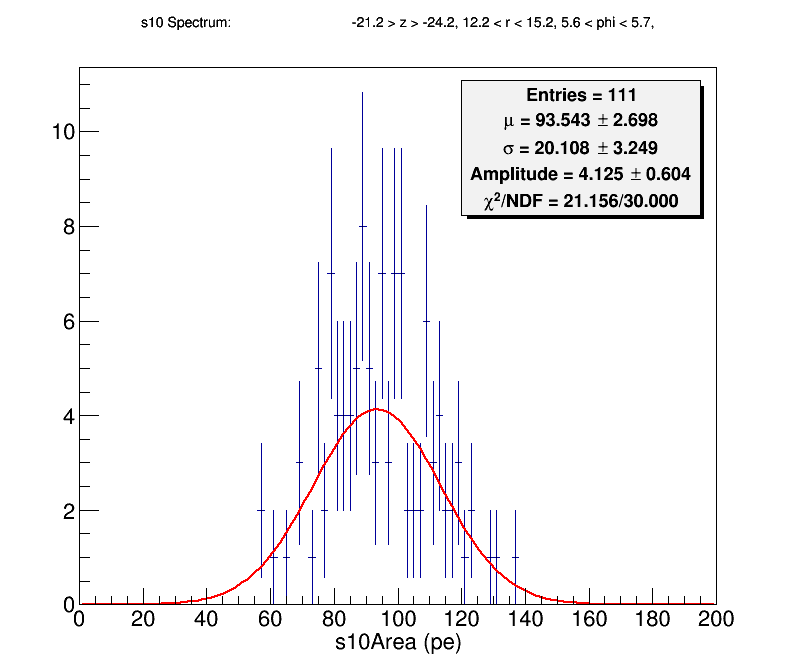 s10 Spectrum: -21.2 > z > -24.2, 12.2 < r < 15.2, 5.6 < phi < 5.7,
Entries = 111
μ = 93.543 ± 2.698
σ = 20.108 ± 3.249
Amplitude = 4.125 ± 0.604
χ²/NDF = 21.156/30.000
10
8
6
4
2
0
0 20 40 60 80 100 120 140 160 180 200
s10Area (pe)